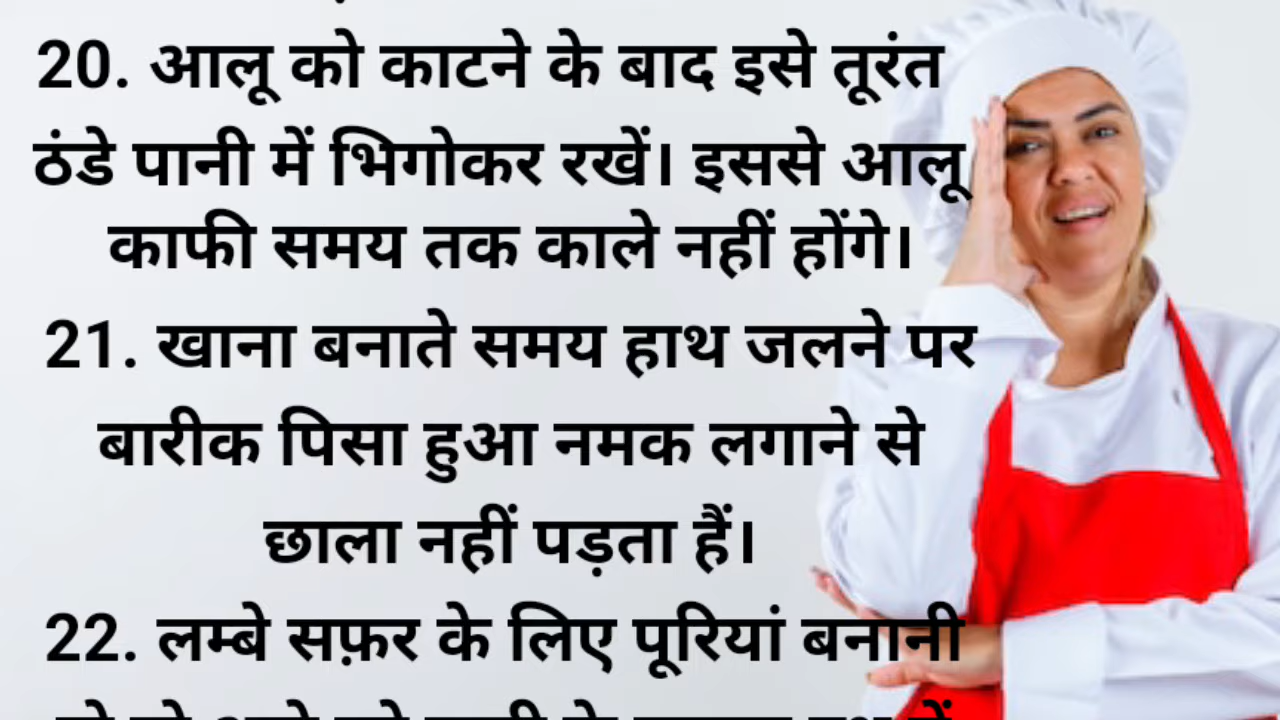 20. आलू को काटने के बाद इसे तूरंत
ठंडे पानी में भिगोकर रखें। इससे आलू
काफी समय तक काले नहीं होंगे।
21. खाना बनाते समय हाथ जलने पर
बारीक पिसा हुआ नमक लगाने से
छाला नहीं पड़ता हैं।
22. लम्बे सफ़र के लिए पूरियां बनानी